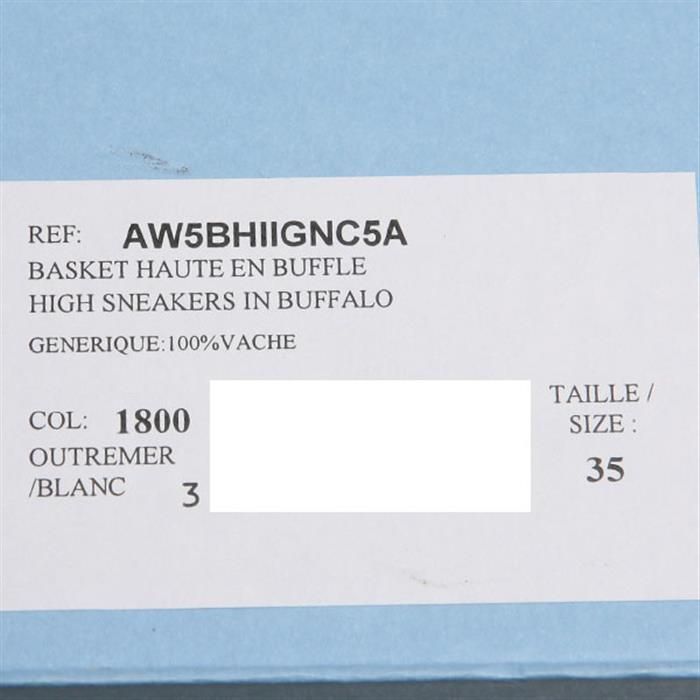 REF: AW5BHIIGNC5A
BASKET HAUTE EN BUFFLE
HIGH SNEAKERS IN BUFFALO
GENERIQUE:100%VACHE
COL: 1800
OUTREMER
/BLANC
3
TAILLE /
SIZE :
35